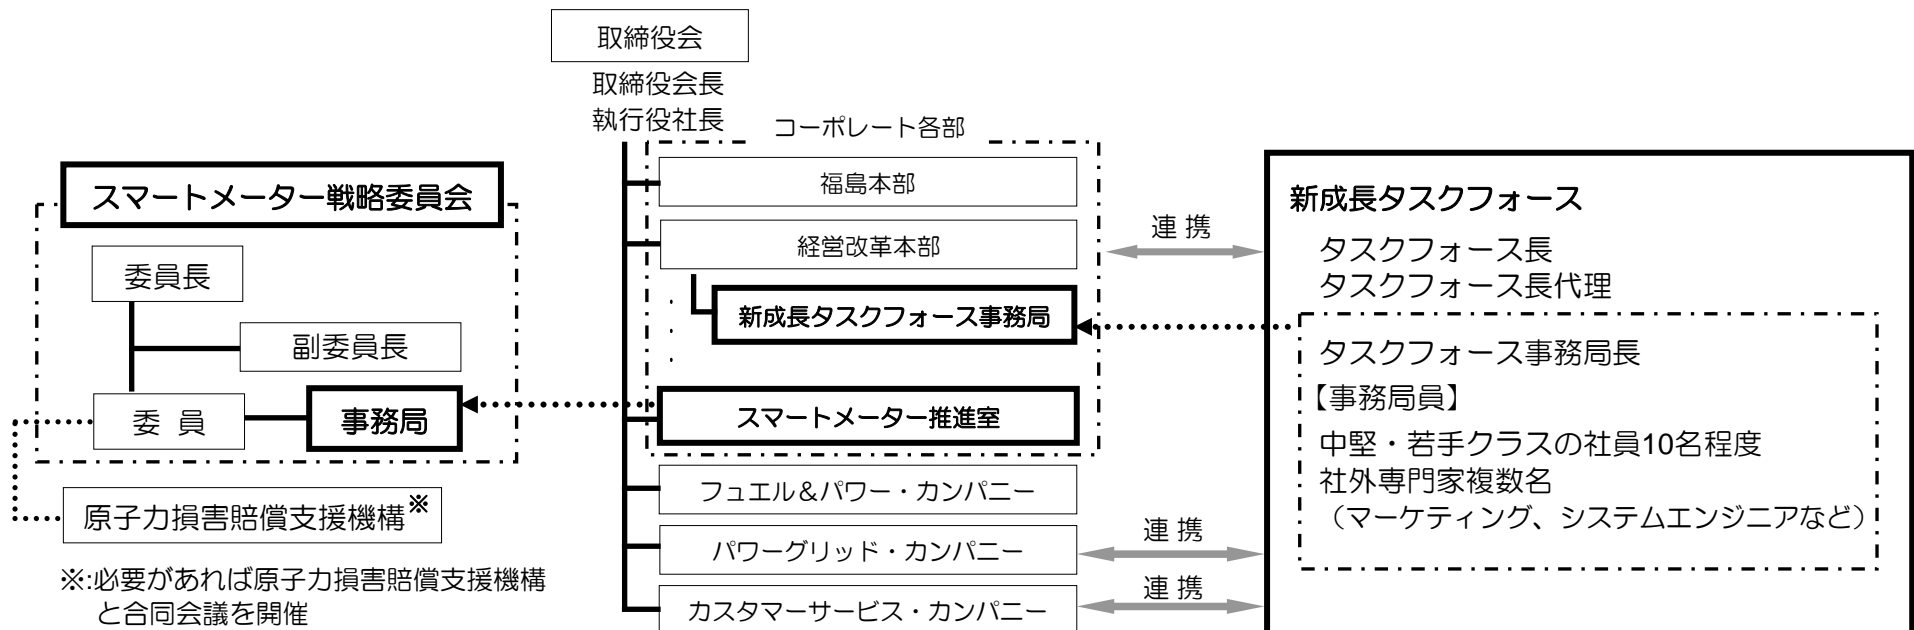 取締役会
取締役会長
執行役社長
コーポレート各部
福島本部
経営改革本部
新成長タスクフォース事務局
スマートメーター推進室
フュエル&パワー・カンパニー
パワーグリッド・カンパニー
カスタマーサービス・カンパニー
スマートメーター戦略委員会
委員長
副委員長
委 員
事務局
原子力損害賠償支援機構※
※:必要があれば原子力損害賠償支援機構
と合同会議を開催
連 携
連 携
連 携
新成長タスクフォース
タスクフォース長
タスクフォース長代理
タスクフォース事務局長
【事務局員】
中堅・若手クラスの社員10名程度
社外専門家複数名
(マーケティング、システムエンジニアなど)